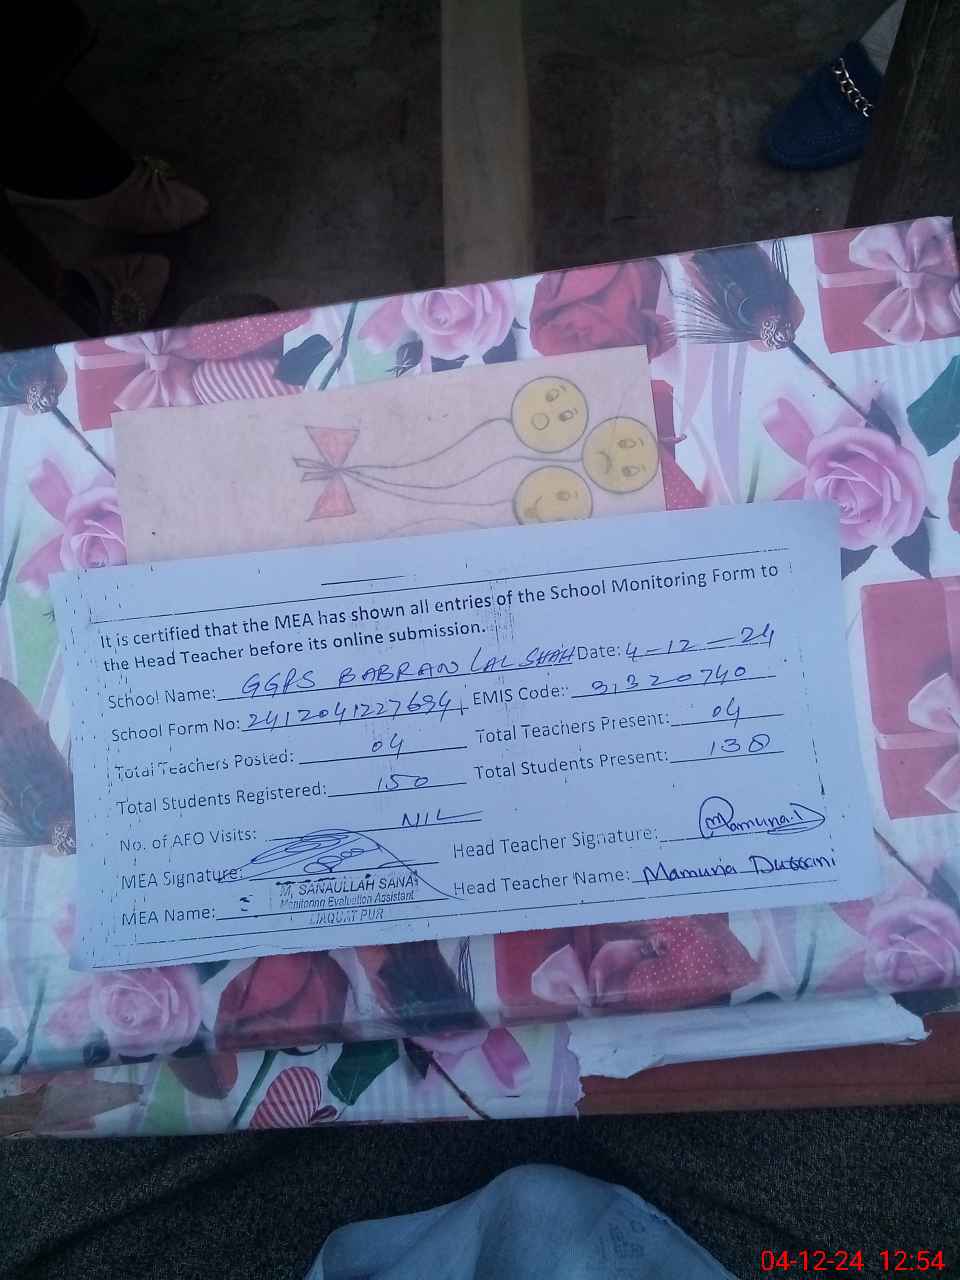 It is certified that the MEA has shown all entries of the School Monitoring Form to
the Head Teacher before its online submission.
School Name: GGPS BABRAN LAL SHAH Date: 4-12-24
School Form No: 2412041227694 EMIS Code:: 31320740
Total Teachers Posted: 04 Total Teachers Present: 04
Total Students Registered: 150 Total Students Present: 138
No. of AFO Visits: NIL
MEA Signature: Head Teacher Signature: Mamuna.D
MEA Name: M. SANAULLAH SANAI Head Teacher Name: Mamuna Durrani
Monitoring Evaluation Assistant
LIAQUAT PUR
04-12-24 12:54